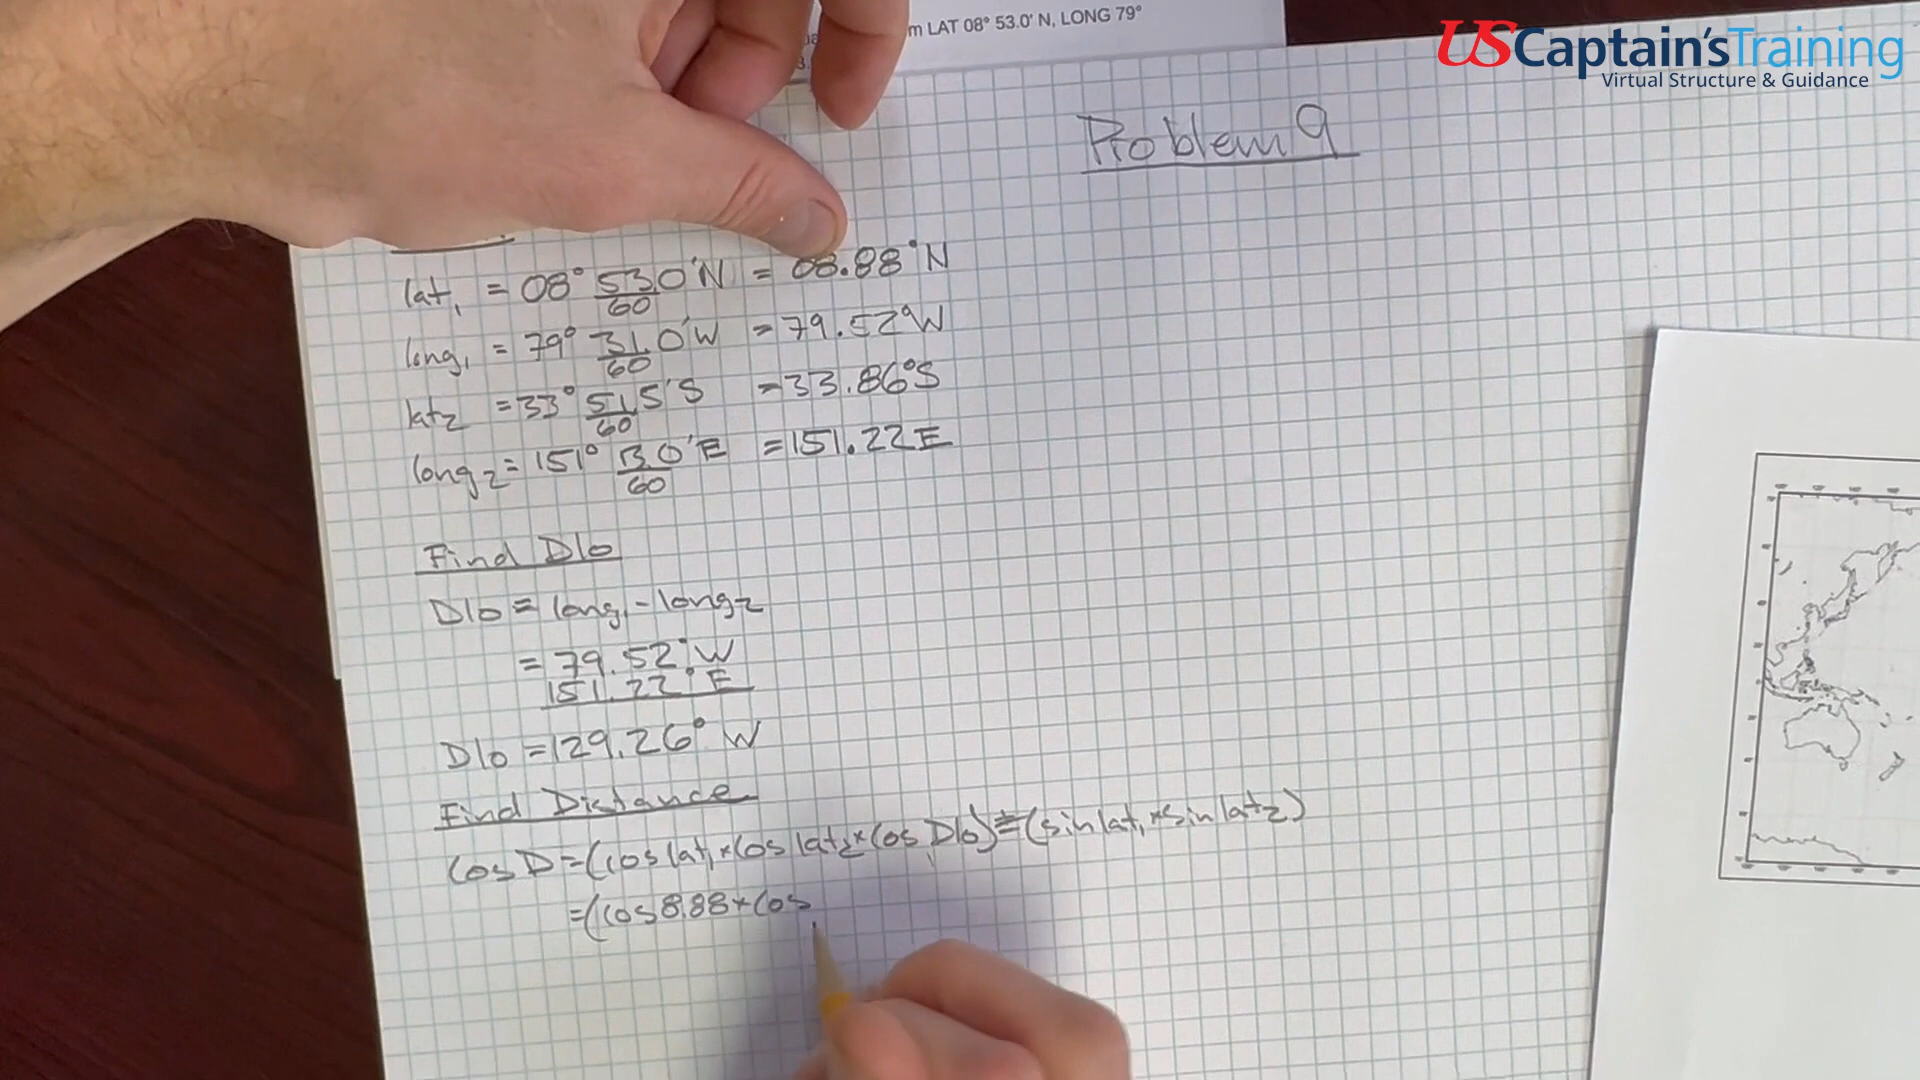 m LAT 08° 53.0' N, LONG 79°
USCaptain'sTraining
Virtual Structure & Guidance
Problem 9
lat₁ = 08° 53.0'N = 08.88°N
60
long₁ = 79° 31.0'W = 79.52°W
60
lat₂ = 33° 51.5'S = 33.86°S
60
long₂ = 151° 13.0'E = 151.22E
60
Find Dlo
Dlo = long₁ - long₂
= 79.52°W
151.22°E
Dlo = 129.26° W
Find Distance
Cos D = (cos lat₁ * cos lat₂ * cos Dlo) ± (sin lat₁ * sin lat₂)
= (cos 8.88 * cos